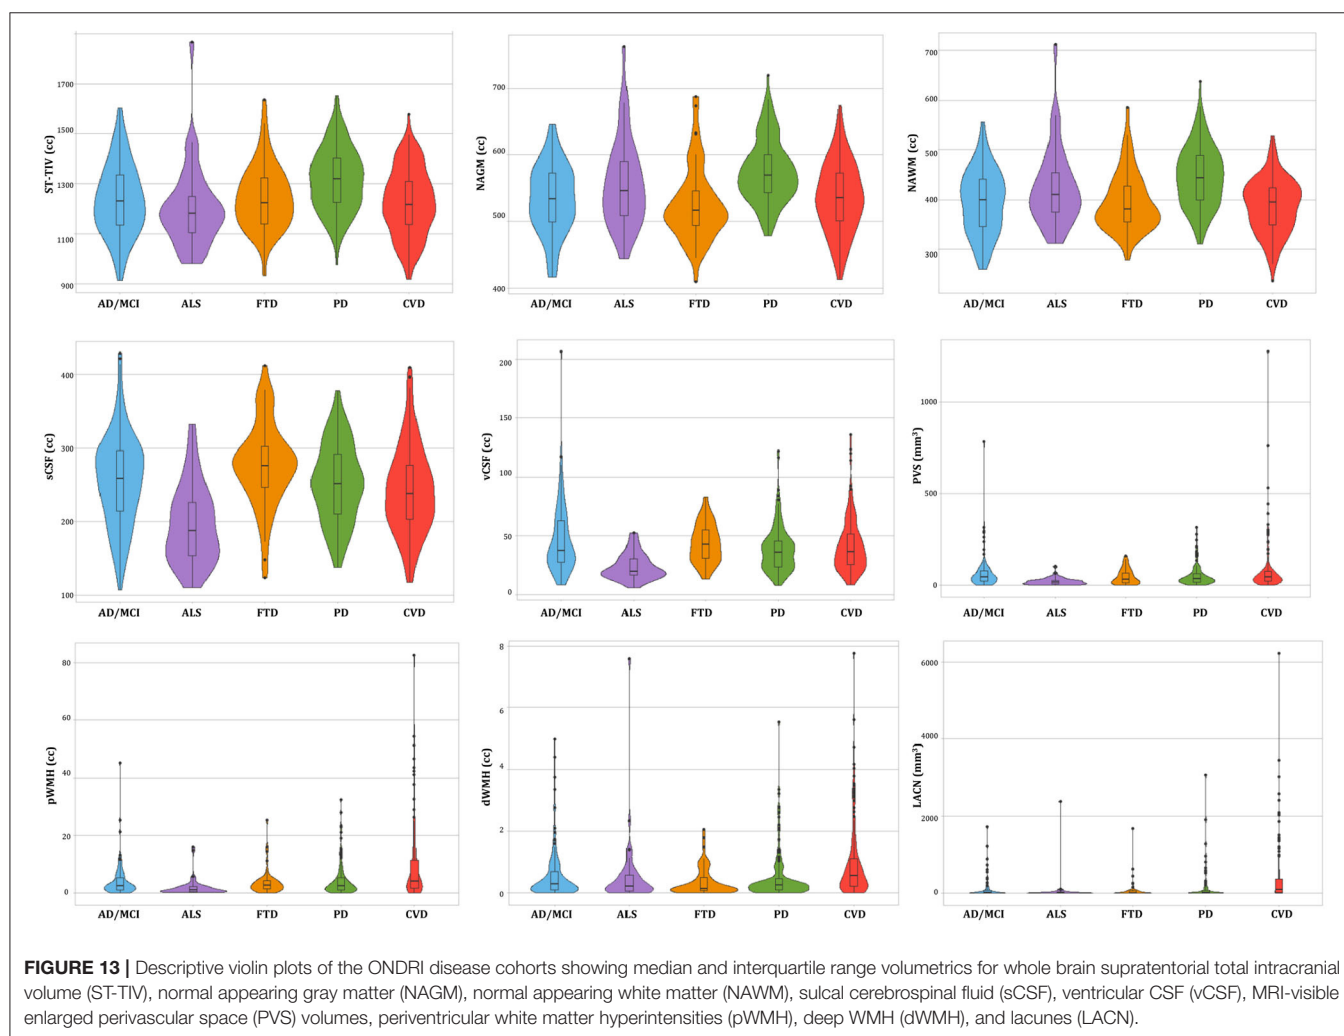 ST-TIV (cc)
1700
1500
1300
1100
900
AD/MCI ALS FTD PD CVD
NAGM (cc)
700
600
500
400
AD/MCI ALS FTD PD CVD
NAWM (cc)
700
600
500
400
300
AD/MCI ALS FTD PD CVD
sCSF (cc)
400
300
200
100
AD/MCI ALS FTD PD CVD
vCSF (cc)
200
150
100
50
0
AD/MCI ALS FTD PD CVD
PVS (mm³)
1000
500
0
AD/MCI ALS FTD PD CVD
pWMH (cc)
80
60
40
20
0
AD/MCI ALS FTD PD CVD
dWMH (cc)
8
6
4
2
0
AD/MCI ALS FTD PD CVD
LACN (mm³)
6000
4000
2000
0
AD/MCI ALS FTD PD CVD
FIGURE 13 | Descriptive violin plots of the ONDRI disease cohorts showing median and interquartile range volumetrics for whole brain supratentorial total intracranial
volume (ST-TIV), normal appearing gray matter (NAGM), normal appearing white matter (NAWM), sulcal cerebrospinal fluid (sCSF), ventricular CSF (vCSF), MRI-visible
enlarged perivascular space (PVS) volumes, periventricular white matter hyperintensities (pWMH), deep WMH (dWMH), and lacunes (LACN).